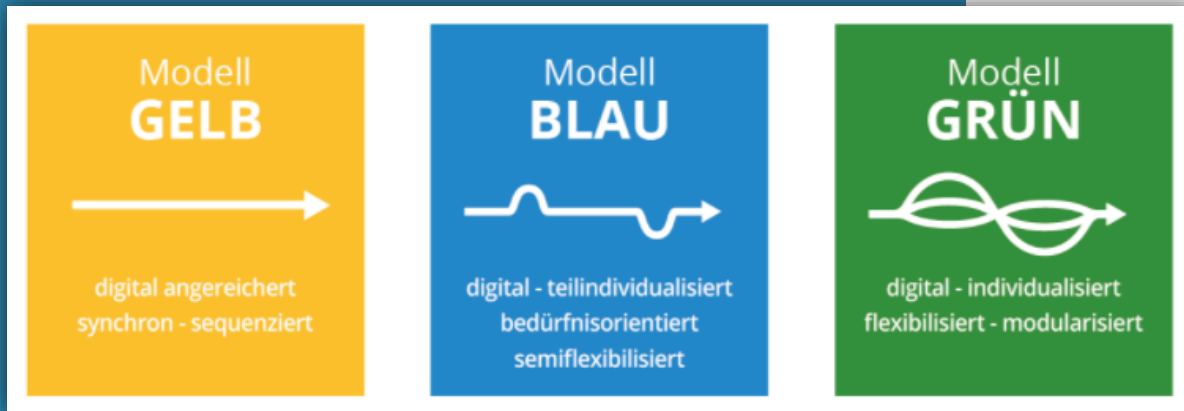 Modell
GELB
digital angereichert
synchron - sequenziert
Modell
BLAU
digital - teilindividualisiert
bedürfnisorientiert
semiflexibilisiert
Modell
GRÜN
digital - individualisiert
flexibilisiert - modularisiert